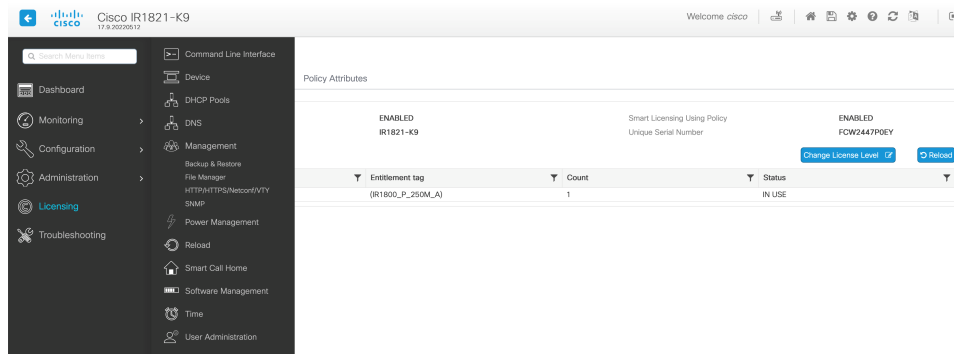 CISCO
Cisco IR1821-K9
17.9.20220512
Welcome cisco
Search Menu Items
Dashboard
Monitoring
Configuration
Administration
Licensing
Troubleshooting
Command Line Interface
Device
DHCP Pools
DNS
Management
Backup & Restore
File Manager
HTTP/HTTPS/Netconf/VTY
SNMP
Power Management
Reload
Smart Call Home
Software Management
Time
User Administration
Policy Attributes
ENABLED Smart Licensing Using Policy ENABLED
IR1821-K9 Unique Serial Number FCW2447P0EY
Change License Level Reload
Entitlement tag Count Status
(IR1800_P_250M_A) 1 IN USE